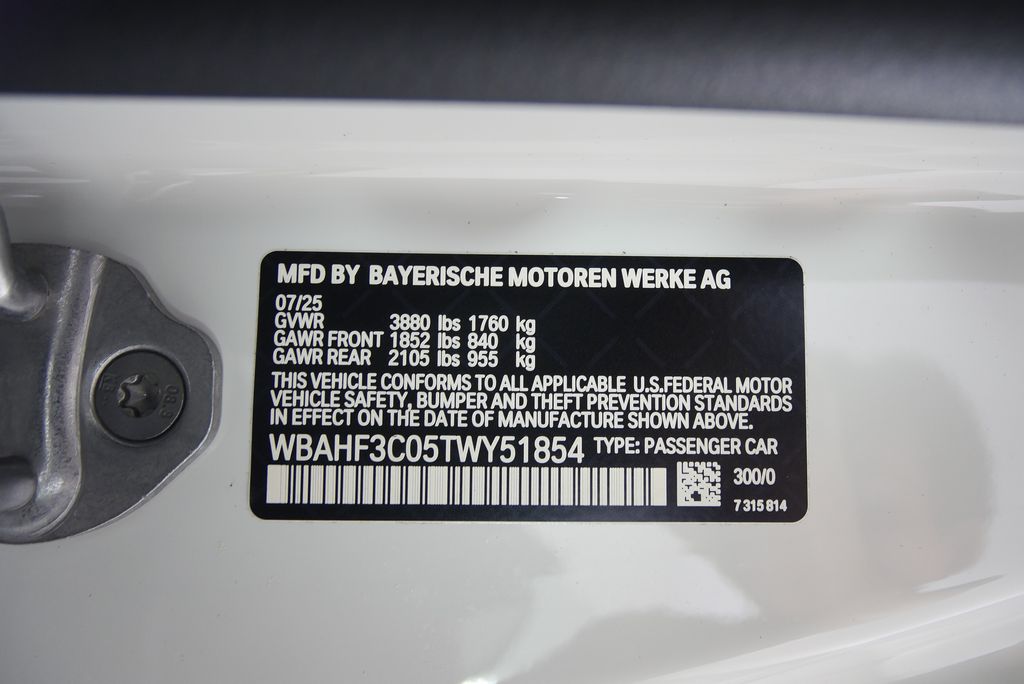 MFD BY BAYERISCHE MOTOREN WERKE AG
07/25
GVWR 3880 lbs 1760 kg
GAWR FRONT 1852 lbs 840 kg
GAWR REAR 2105 lbs 955 kg
THIS VEHICLE CONFORMS TO ALL APPLICABLE U.S.FEDERAL MOTOR
VEHICLE SAFETY, BUMPER AND THEFT PREVENTION STANDARDS
IN EFFECT ON THE DATE OF MANUFACTURE SHOWN ABOVE.
WBAHF3C05TWY51854 TYPE: PASSENGER CAR
300/0
7 315 814